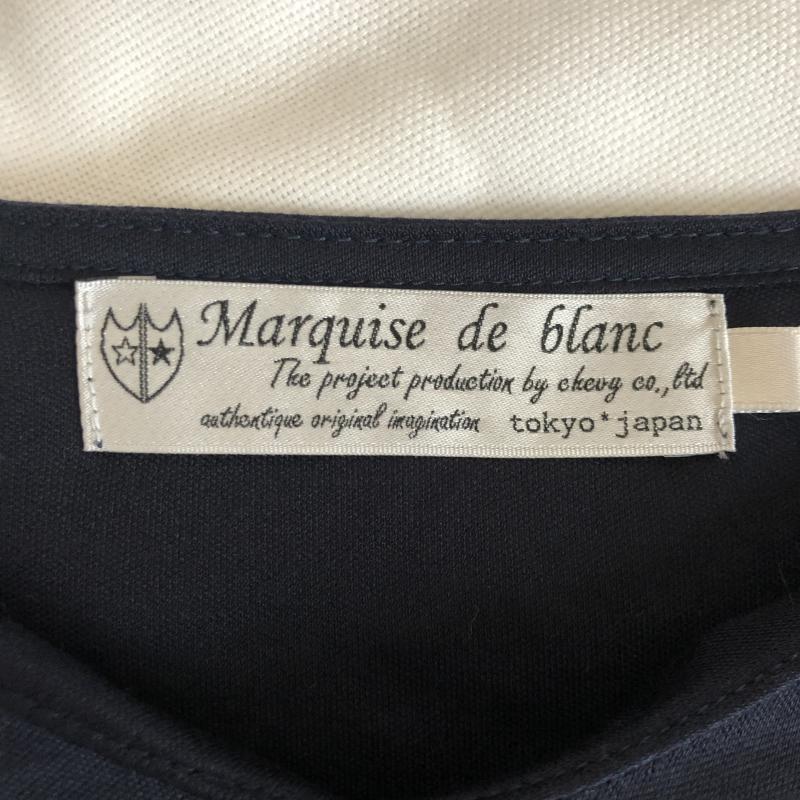 Marquise de blanc
The project production by chevy co.,ltd
authentique original imagination tokyo*japan